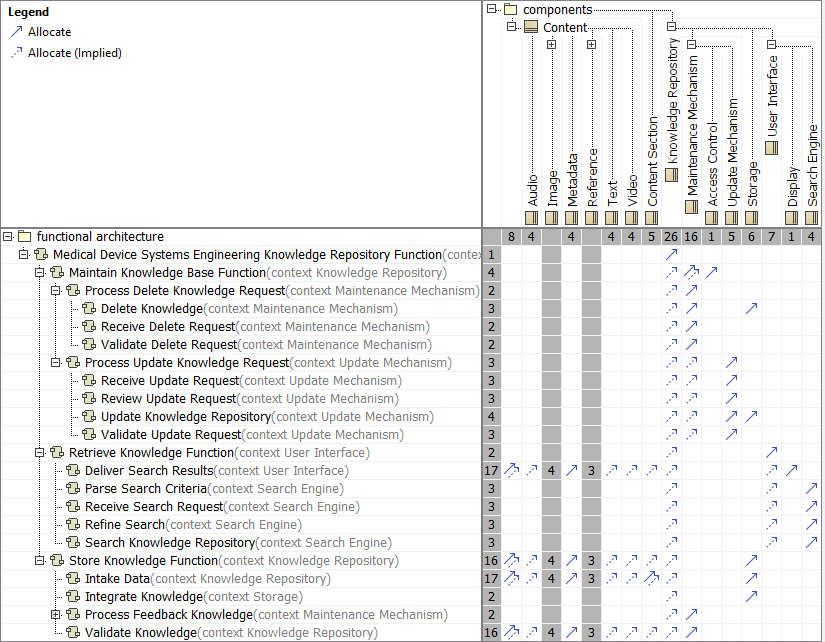 Legend
Allocate
Allocate (Implied)
components
Content
Audio
Image
Metadata
Reference
Text
Video
Content Section
Knowledge Repository
Maintenance Mechanism
Access Control
Update Mechanism
Storage
User Interface
Display
Search Engine
functional architecture 8 4 4 4 4 5 26 16 1 5 6 7 1 4
Medical Device Systems Engineering Knowledge Repository Function(conte 1
Maintain Knowledge Base Function(context Knowledge Repository) 4
Process Delete Knowledge Request(context Maintenance Mechanism) 2
Delete Knowledge(context Maintenance Mechanism) 3
Receive Delete Request(context Maintenance Mechanism) 2
Validate Delete Request(context Maintenance Mechanism) 2
Process Update Knowledge Request(context Update Mechanism) 3
Receive Update Request(context Update Mechanism) 3
Review Update Request(context Update Mechanism) 3
Update Knowledge Repository(context Update Mechanism) 4
Validate Update Request(context Update Mechanism) 3
Retrieve Knowledge Function(context User Interface) 2
Deliver Search Results(context User Interface) 17 4 3
Parse Search Criteria(context Search Engine) 3
Receive Search Request(context Search Engine) 3
Refine Search(context Search Engine) 3
Search Knowledge Repository(context Search Engine) 3
Store Knowledge Function(context Knowledge Repository) 16 4 3
Intake Data(context Knowledge Repository) 17 4 3
Integrate Knowledge(context Storage) 2
Process Feedback Knowledge(context Maintenance Mechanism) 2
Validate Knowledge(context Knowledge Repository) 16 4 3